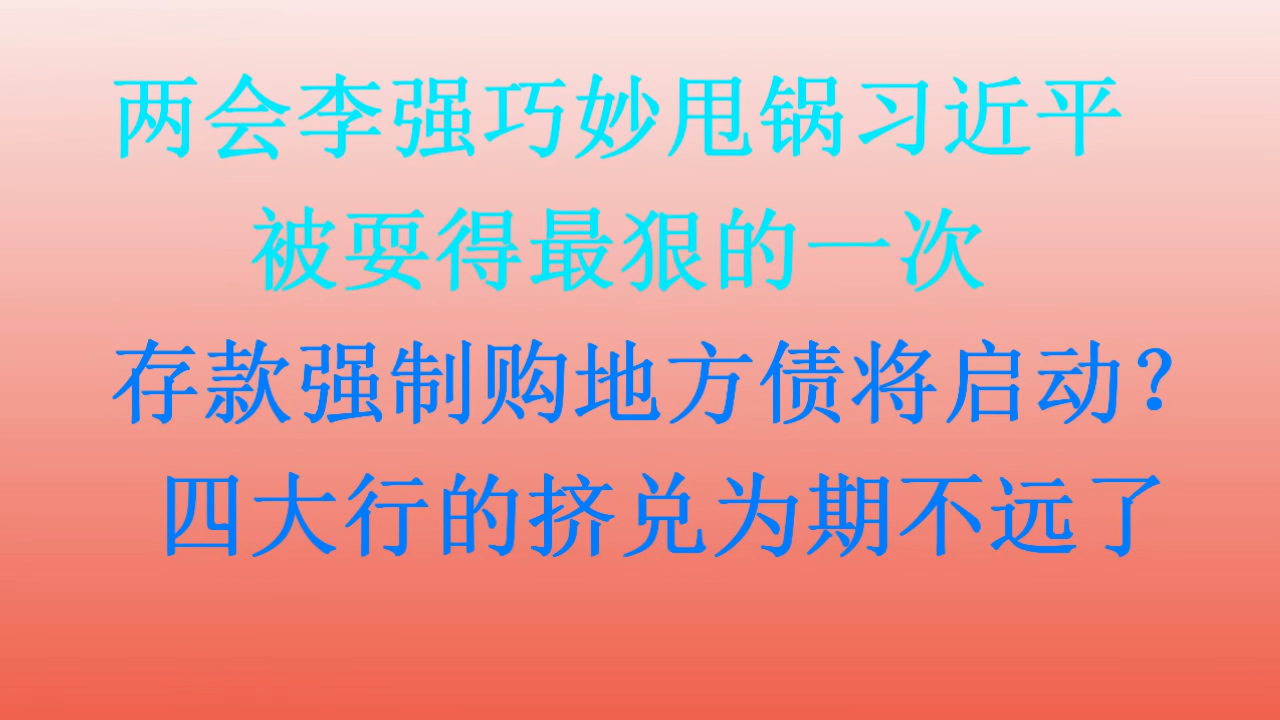 两会李强巧妙甩锅习近平
被耍得最狠的一次
存款强制购地方债将启动？
四大行的挤兑为期不远了